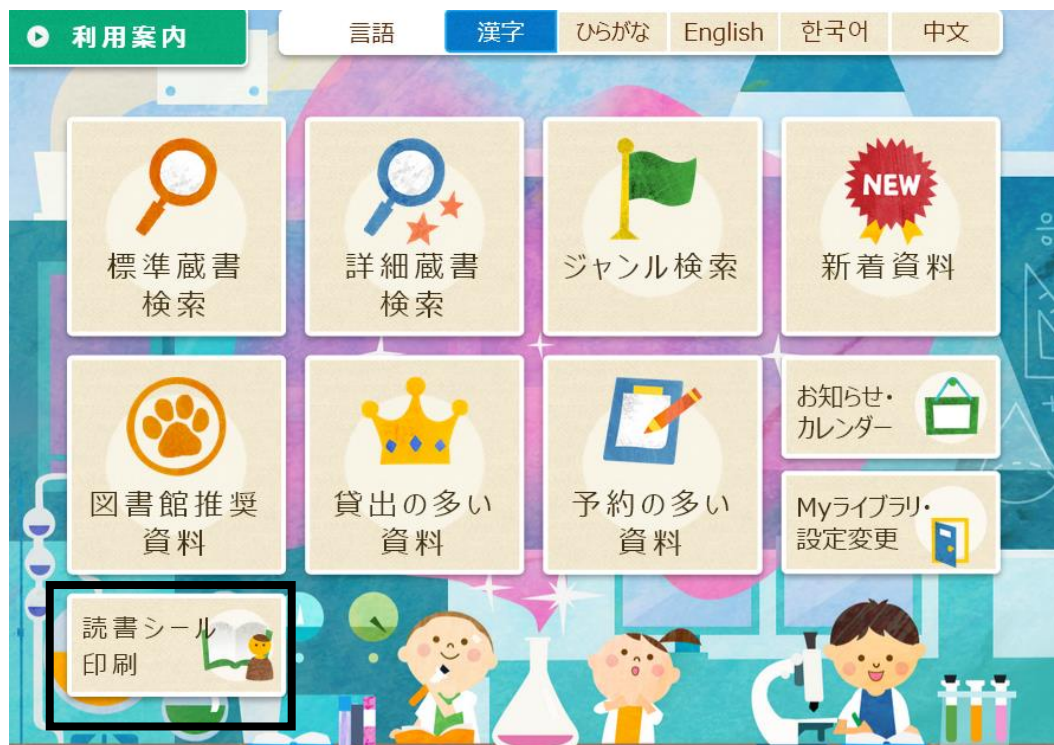 利用案内
言語 漢字 ひらがな English 한국어 中文
標準蔵書
検索
詳細蔵書
検索
ジャンル検索
NEW
新着資料
図書館推奨
資料
貸出の多い
資料
予約の多い
資料
お知らせ・
カレンダー
Myライブラリ・
設定変更
読書シール
印刷